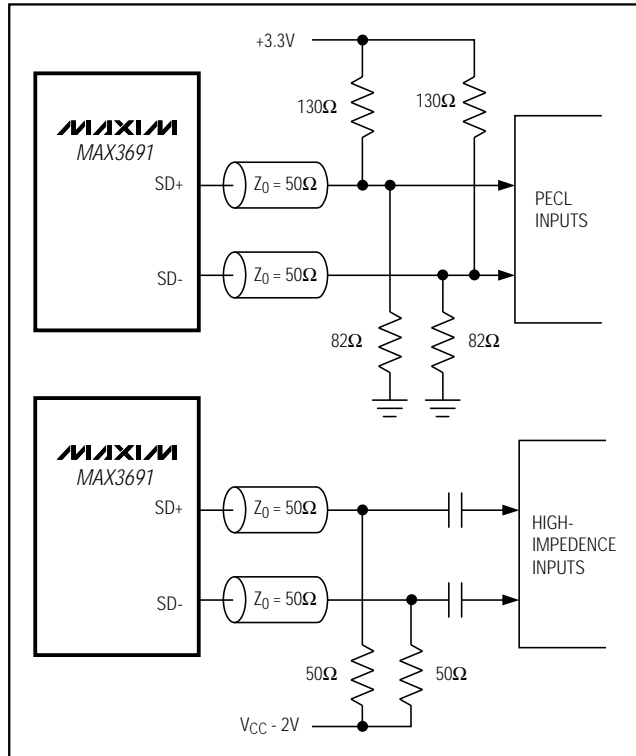 +3.3V
130Ω 130Ω
MAXIM
MAX3691
SD+
Z0 = 50Ω
SD-
Z0 = 50Ω
PECL
INPUTS
82Ω 82Ω
MAXIM
MAX3691
SD+
Z0 = 50Ω
SD-
Z0 = 50Ω
HIGH-
IMPEDENCE
INPUTS
50Ω 50Ω
VCC - 2V